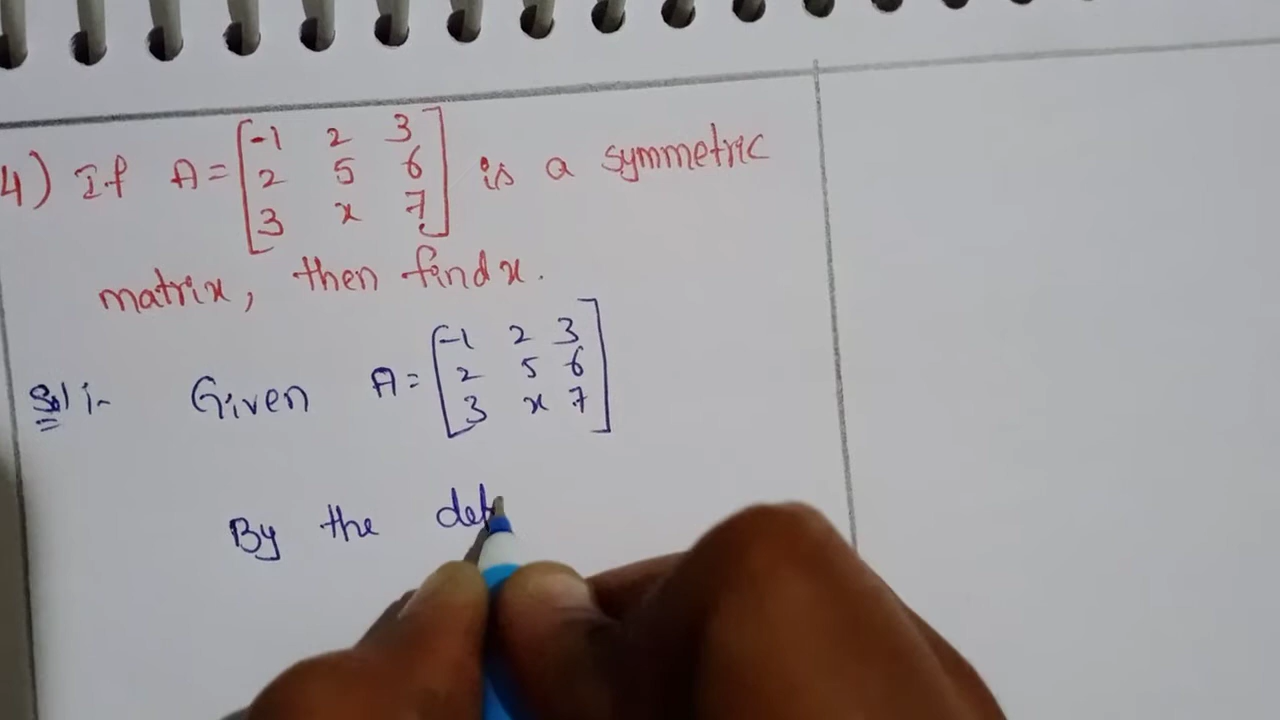 4) If A = [-1 2 3
2 5 6
3 x 7] is a symmetric
matrix, then find x.
Sol :- Given A = [-1 2 3
2 5 6
3 x 7]
By the def